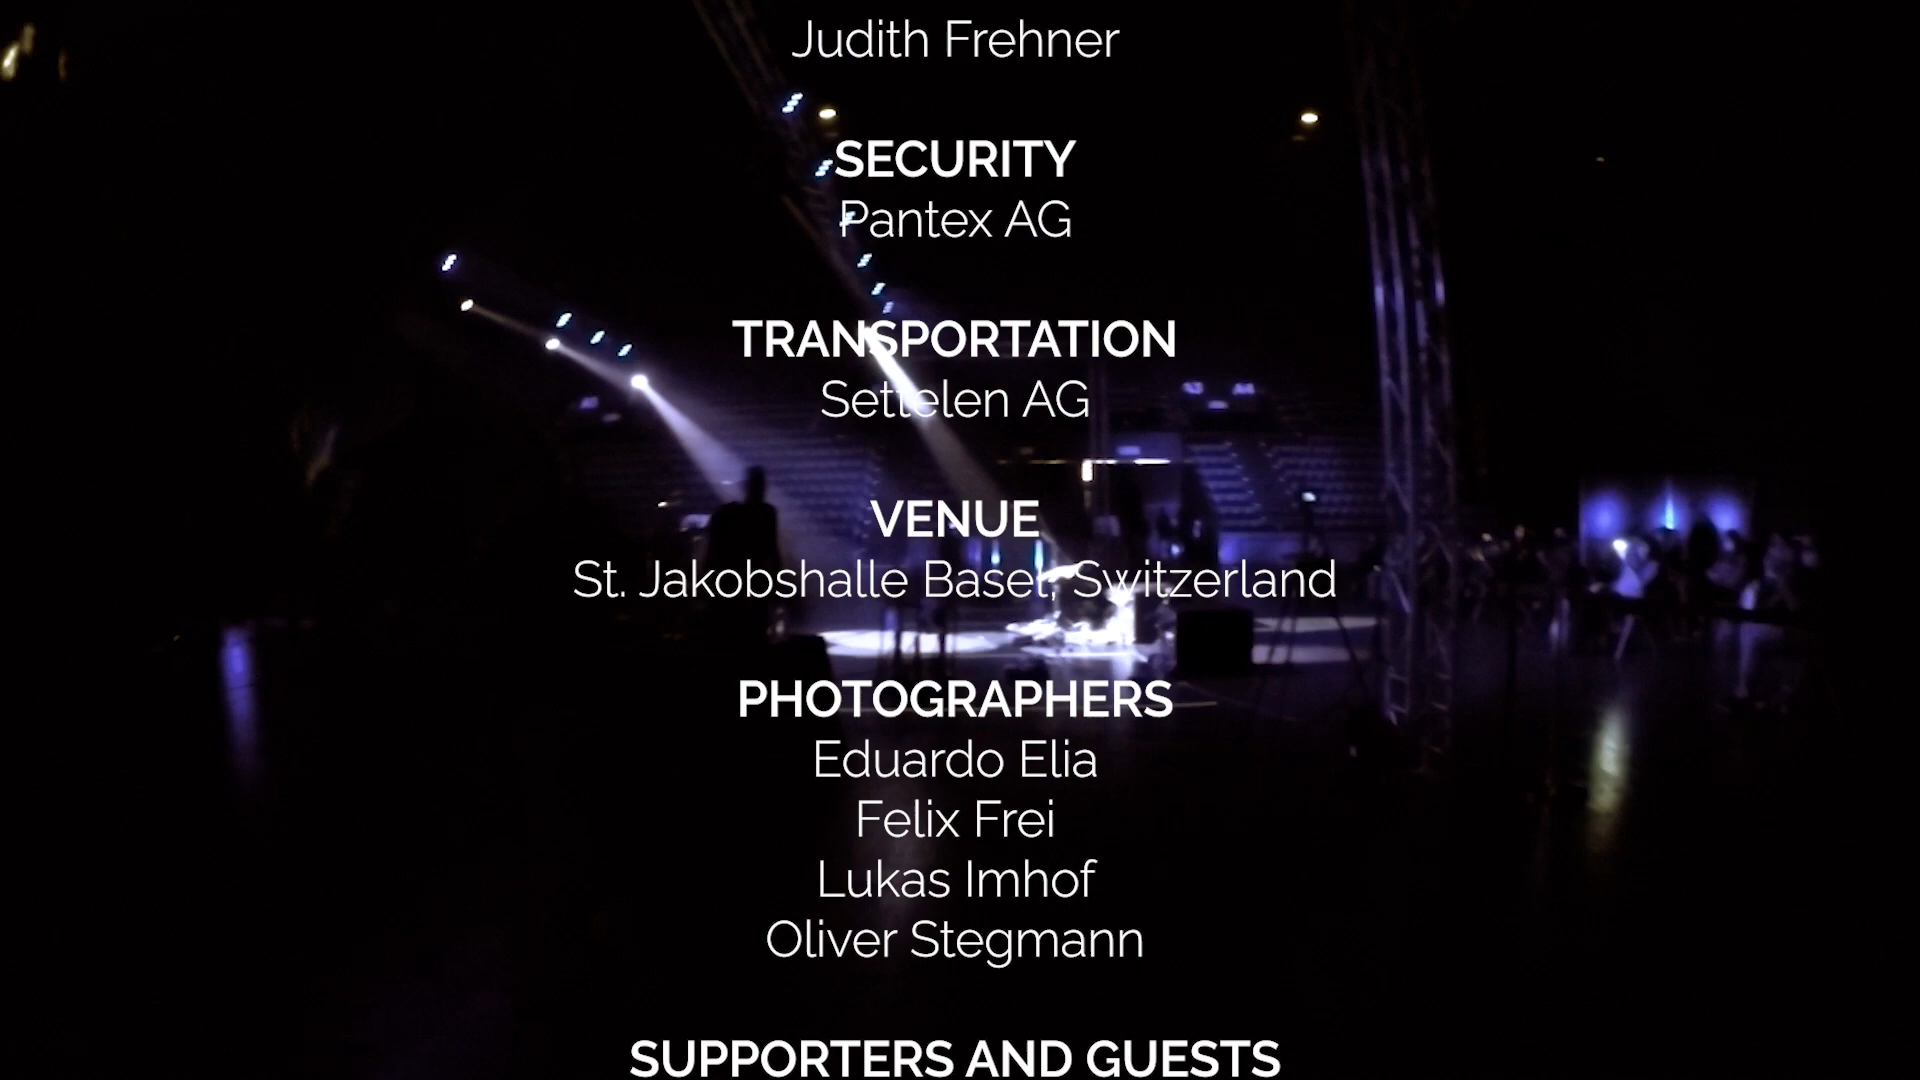 Judith Frehner
SECURITY
Pantex AG
TRANSPORTATION
Settelen AG
VENUE
St. Jakobshalle Basel, Switzerland
PHOTOGRAPHERS
Eduardo Elia
Felix Frei
Lukas Imhof
Oliver Stegmann
SUPPORTERS AND GUESTS